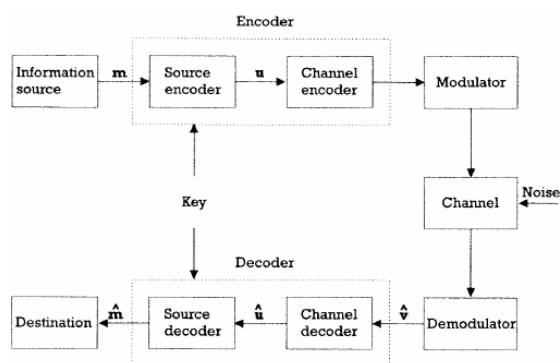 Encoder
Information
source
m
Source
encoder
u
Channel
encoder
Modulator
Key
Channel
Noise
Decoder
Destination
m̂
Source
decoder
û
Channel
decoder
v̂
Demodulator